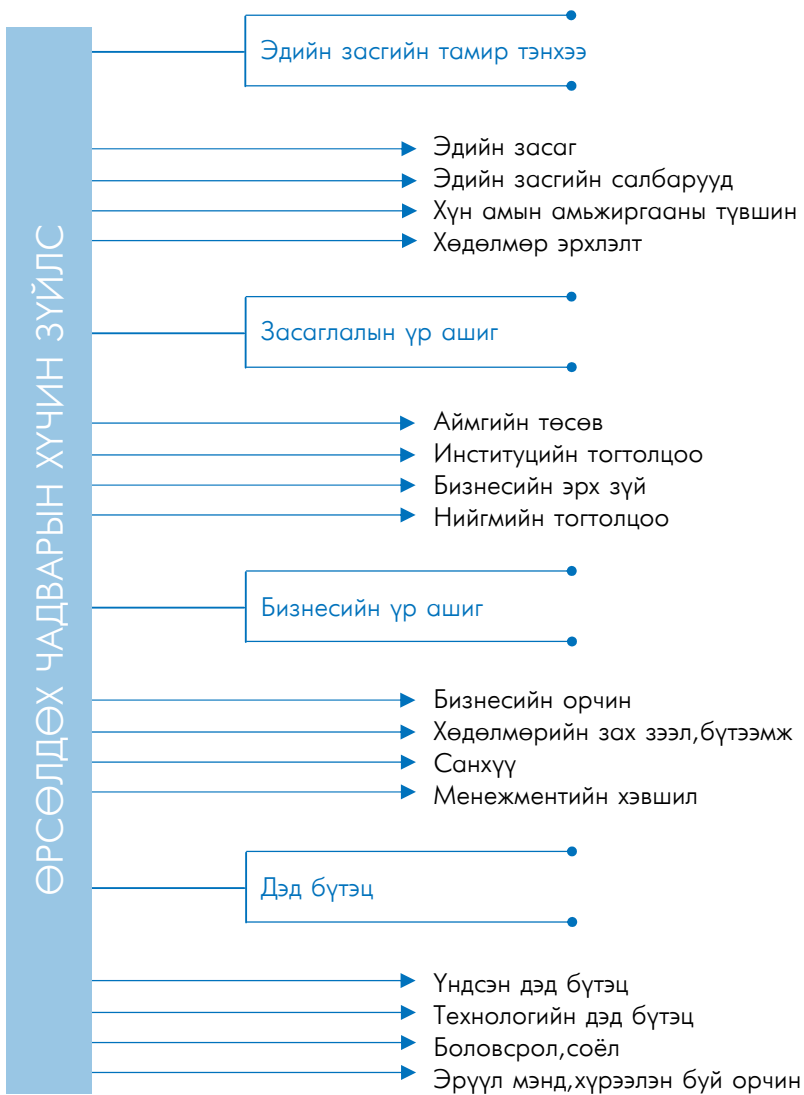 ӨРСӨЛДӨХ ЧАДВАРЫН ХҮЧИН ЗҮЙЛС
Эдийн засгийн тамир тэнхээ
Эдийн засаг
Эдийн засгийн салбарууд
Хүн амын амьжиргааны түвшин
Хөдөлмөр эрхлэлт
Засаглалын үр ашиг
Аймгийн төсөв
Институцийн тогтолцоо
Бизнесийн эрх зүй
Нийгмийн тогтолцоо
Бизнесийн үр ашиг
Бизнесийн орчин
Хөдөлмөрийн зах зээл,бүтээмж
Санхүү
Менежментийн хэвшил
Дэд бүтэц
Үндсэн дэд бүтэц
Технологийн дэд бүтэц
Боловсрол,соёл
Эрүүл мэнд,хүрээлэн буй орчин